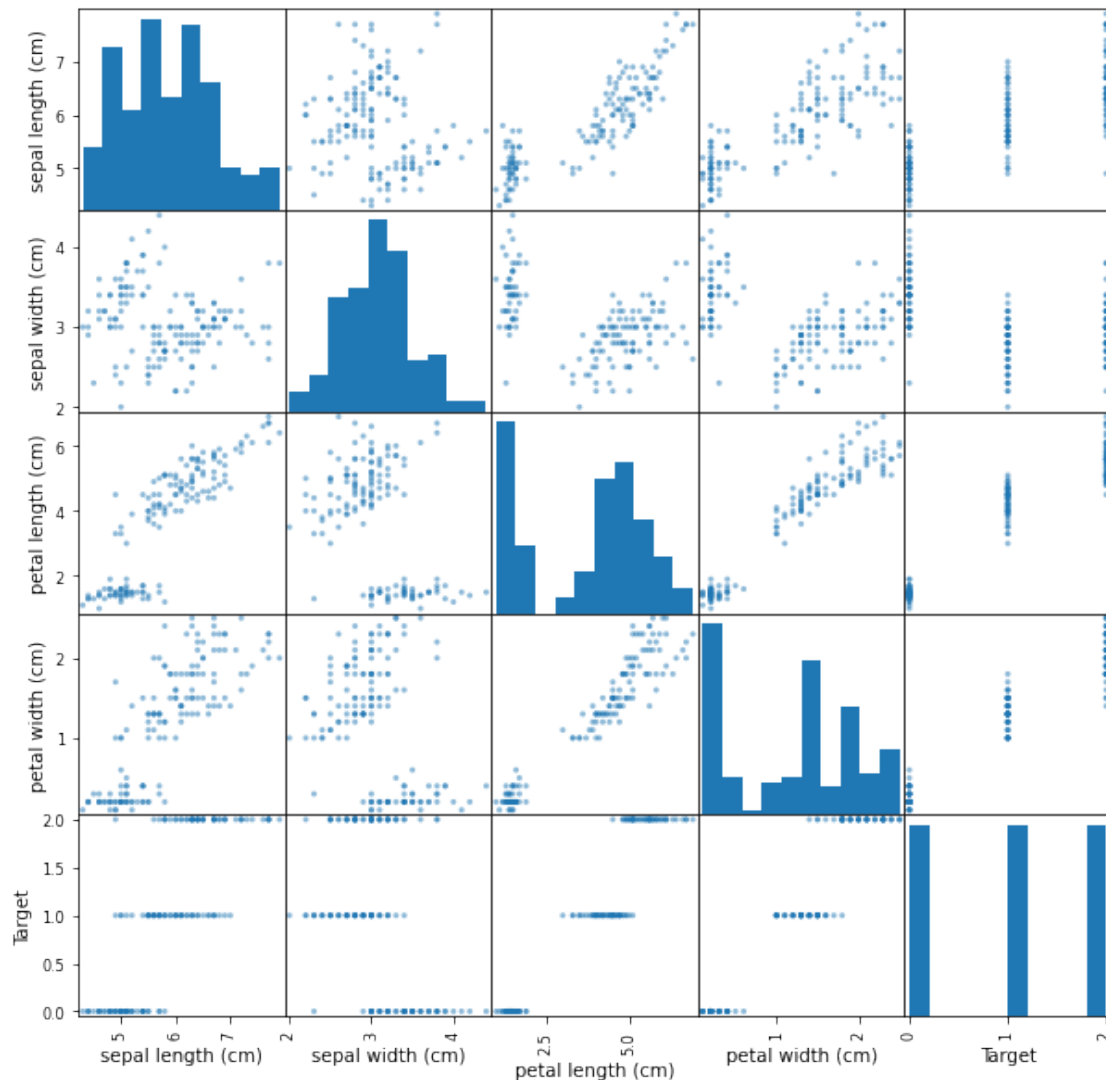 sepal length (cm)
7
6
5
sepal width (cm)
4
3
2
petal length (cm)
6
4
2
petal width (cm)
2
1
Target
2.0
1.5
1.0
0.5
0.0
5
6
7
sepal length (cm)
2
3
4
sepal width (cm)
2.5
5.0
petal length (cm)
1
2
petal width (cm)
0
1
2
Target